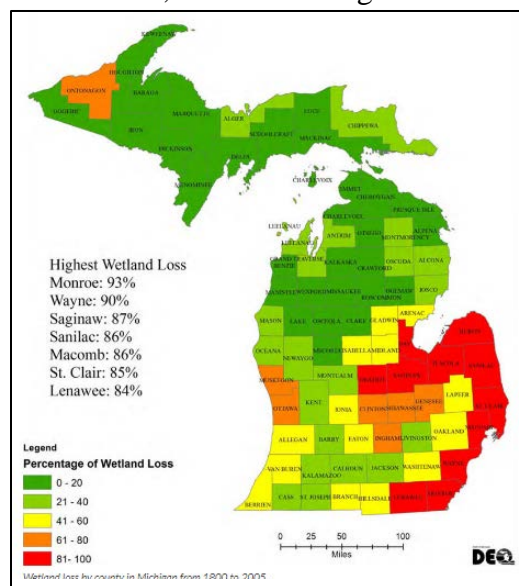 KEWEENAW
HOUGHTON
ONTONAGON
BARAGA
GOGEBIC
MARQUETTE
ALGER
LUCE
CHIPPEWA
IRON
SCHOOLCRAFT
MACKINAC
DICKINSON
DELTA
MENOMINEE
CHARLEVOIX
EMMET
CHEBOYGAN
PRESQUE ISLE
CHARLEVOIX
LEELANAU
ANTRIM
OTSEGO
MONTMORENCY
ALPENA
LEELANAU
GRAND TRAVERSE
BENZIE
KALKASKA
CRAWFORD
OSCODA
ALCONA
Highest Wetland Loss
Monroe: 93%
Wayne: 90%
Saginaw: 87%
Sanilac: 86%
Macomb: 86%
St. Clair: 85%
Lenawee: 84%
MANISTEE
WEXFORD
MISSAUKEE
ROSCOMMON
OGEMAW
IOSCO
ARENAC
MASON
LAKE
OSCEOLA
CLARE
GLADWIN
HURON
OCEANA
NEWAYGO
MECOSTA
ISABELLA
MIDLAND
TUSCOLA
SANILAC
MUSKEGON
MONTCALM
GRATIOT
SAGINAW
GENESEE
LAPEER
OTTAWA
KENT
IONIA
CLINTON
SHIAWASSEE
ALLEGAN
BARRY
EATON
INGHAM
LIVINGSTON
OAKLAND
VAN BUREN
KALAMAZOO
CALHOUN
JACKSON
WASHTENAW
WAYNE
BERRIEN
CASS
ST. JOSEPH
BRANCH
HILLSDALE
LENAWEE
MONROE
Legend
Percentage of Wetland Loss
0 - 20
21 - 40
41 - 60
61 - 80
81- 100
0 25 50 100
Miles
DEQ
Wetland loss by county in Michigan from 1800 to 2005